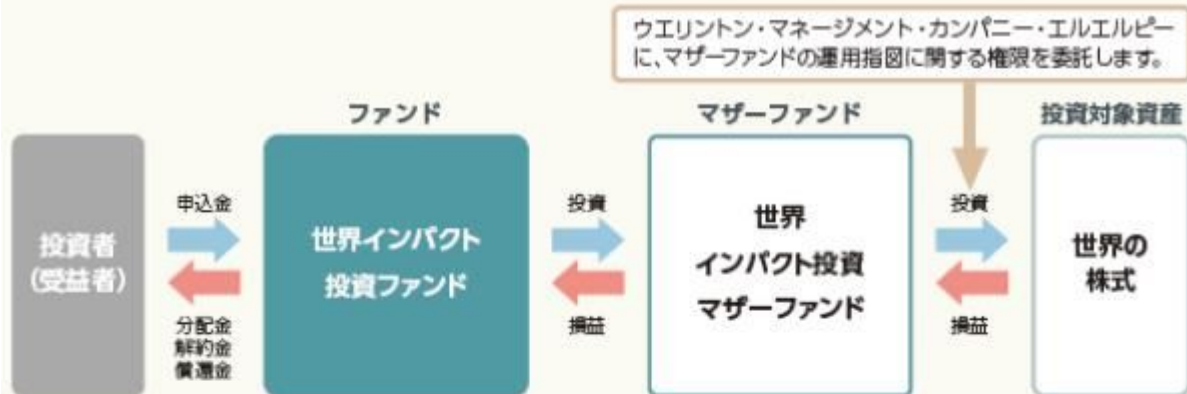 ウエリントン・マネージメント・カンパニー・エルエルピー
に、マザーファンドの運用指図に関する権限を委託します。
ファンド
マザーファンド
投資対象資産
投資者
(受益者)
申込金
分配金
解約金
償還金
世界インパクト
投資ファンド
投資
損益
世界
インパクト投資
マザーファンド
投資
損益
世界の
株式